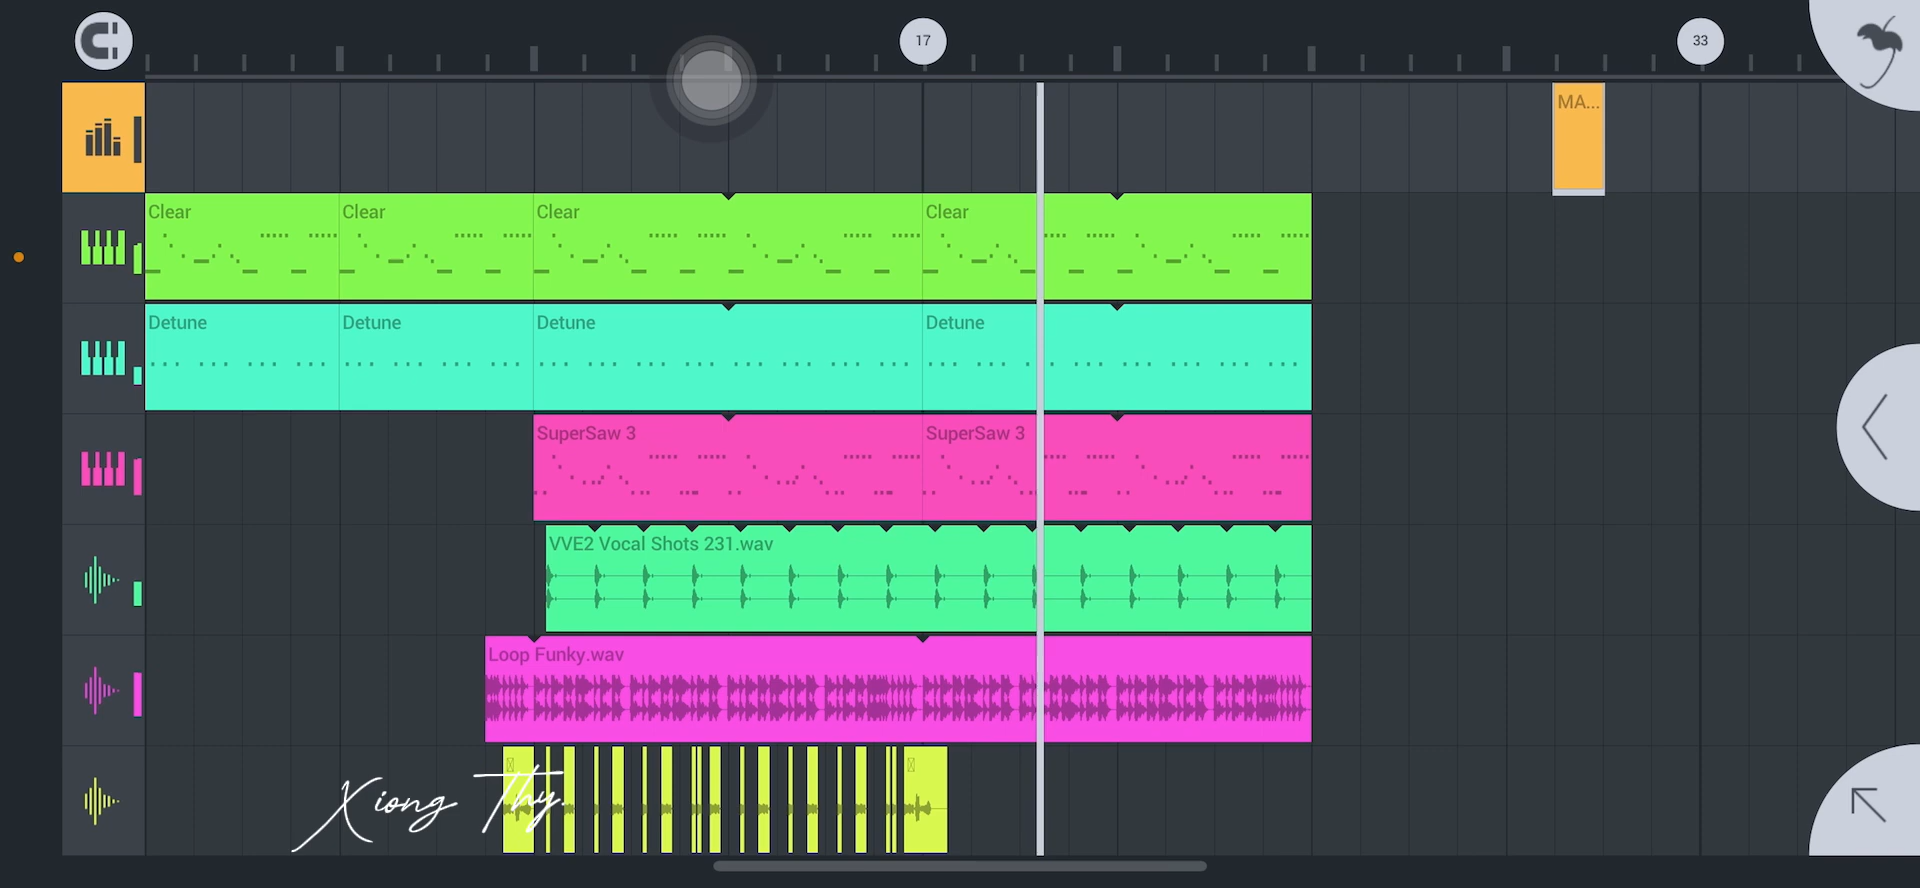 17
33
MA...
Clear
Clear
Clear
Clear
Detune
Detune
Detune
Detune
SuperSaw 3
SuperSaw 3
VVE2 Vocal Shots 231.wav
Loop Funky.wav
Xiong Thy.